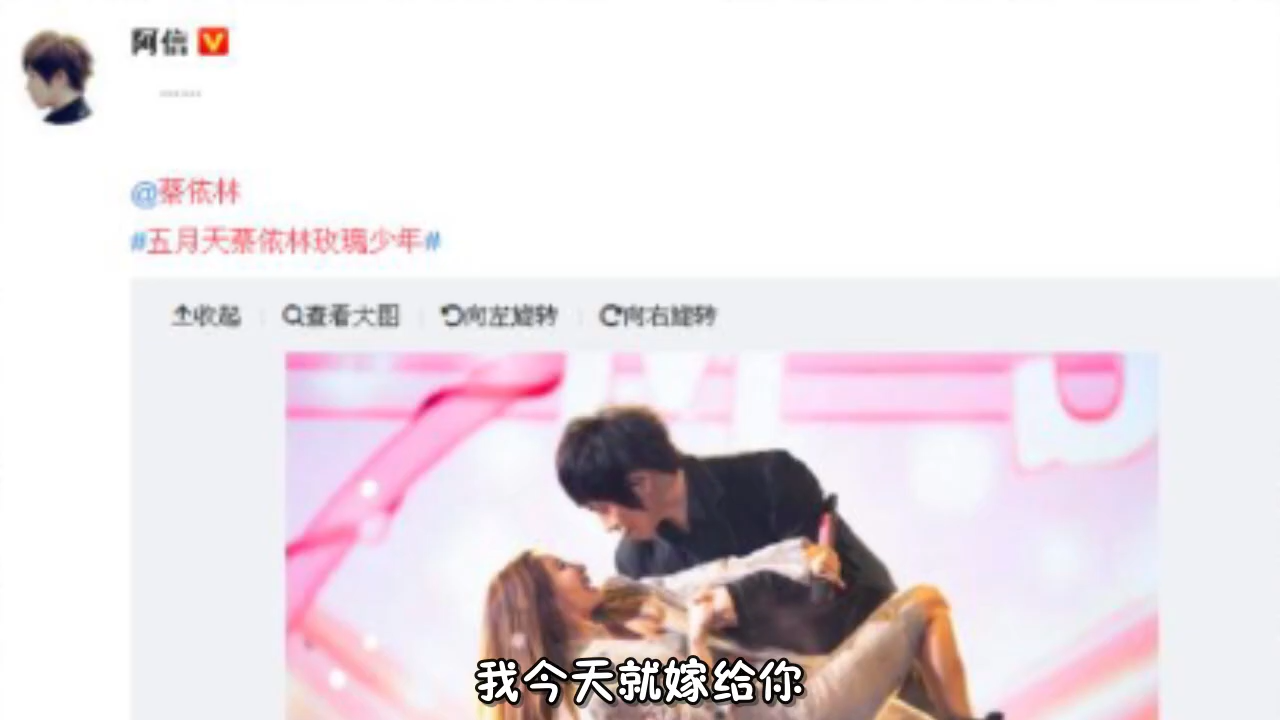 阿信
@蔡依林
#五月天蔡依林玫瑰少年#
收起
查看大图
向左旋转
向右旋转
我今天就嫁给你